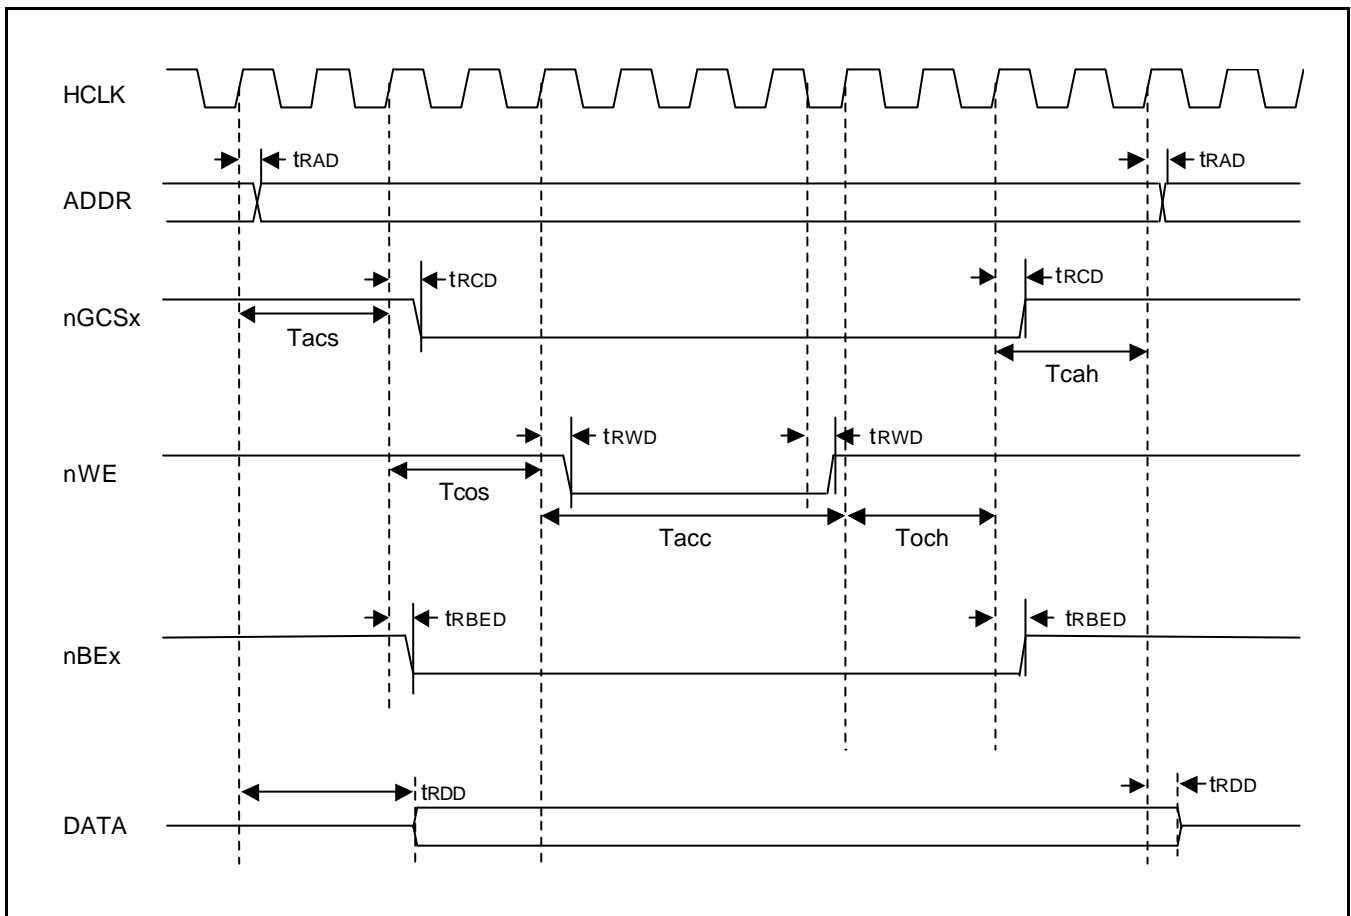 HCLK
tRAD
tRAD
ADDR
tRCD
tRCD
nGCSx
Tacs
Tcah
tRWD
tRWD
nWE
Tcos
Tacc
Toch
tRBED
tRBED
nBEx
tRDD
tRDD
DATA